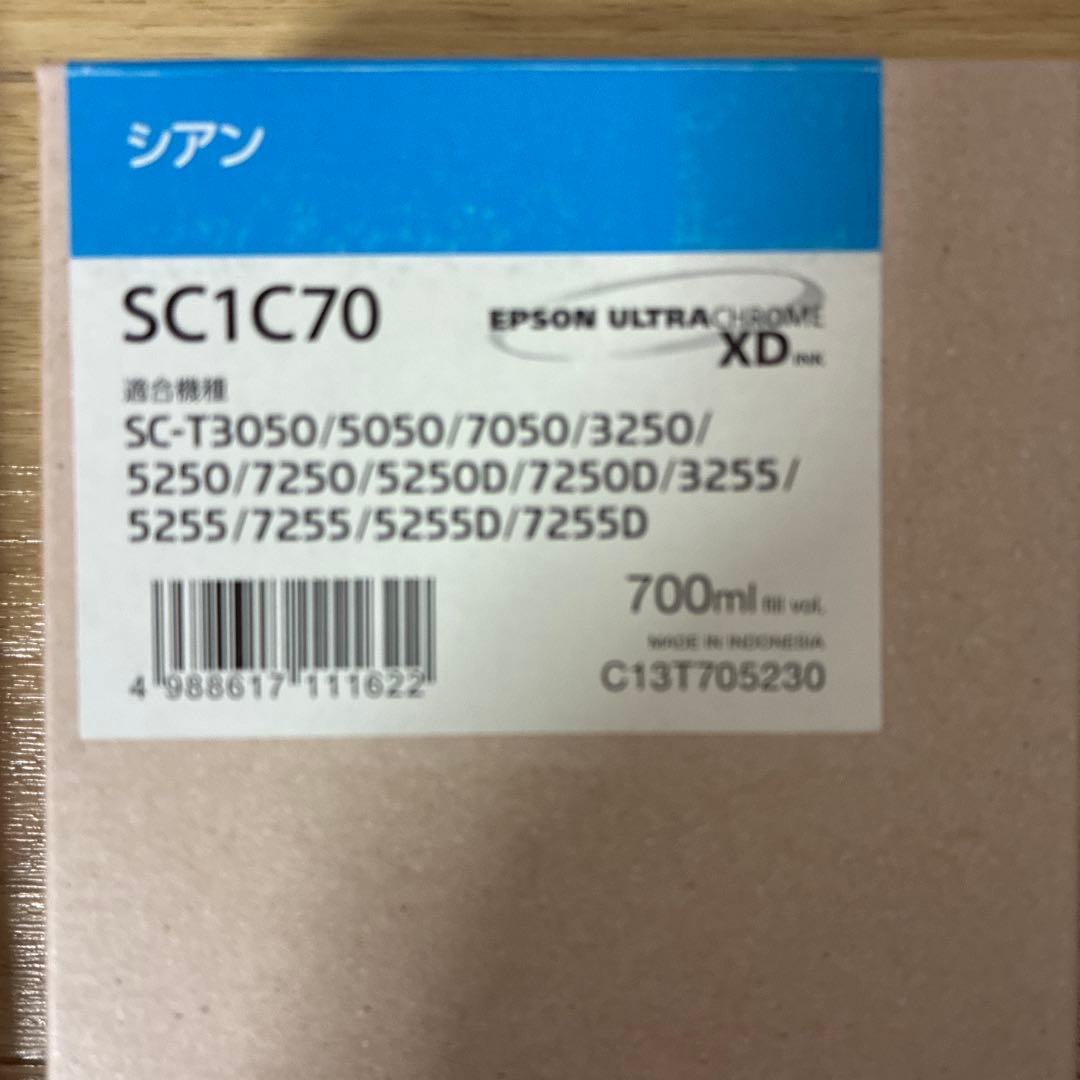 シアン
SC1C70
EPSON ULTRACHROME
XD INK
適合機種
SC-T3050/5050/7050/3250/
5250/7250/5250D/7250D/3255/
5255/7255/5255D/7255D
700ml fill vol.
MADE IN INDONESIA
C13T705230
4 988617 111622